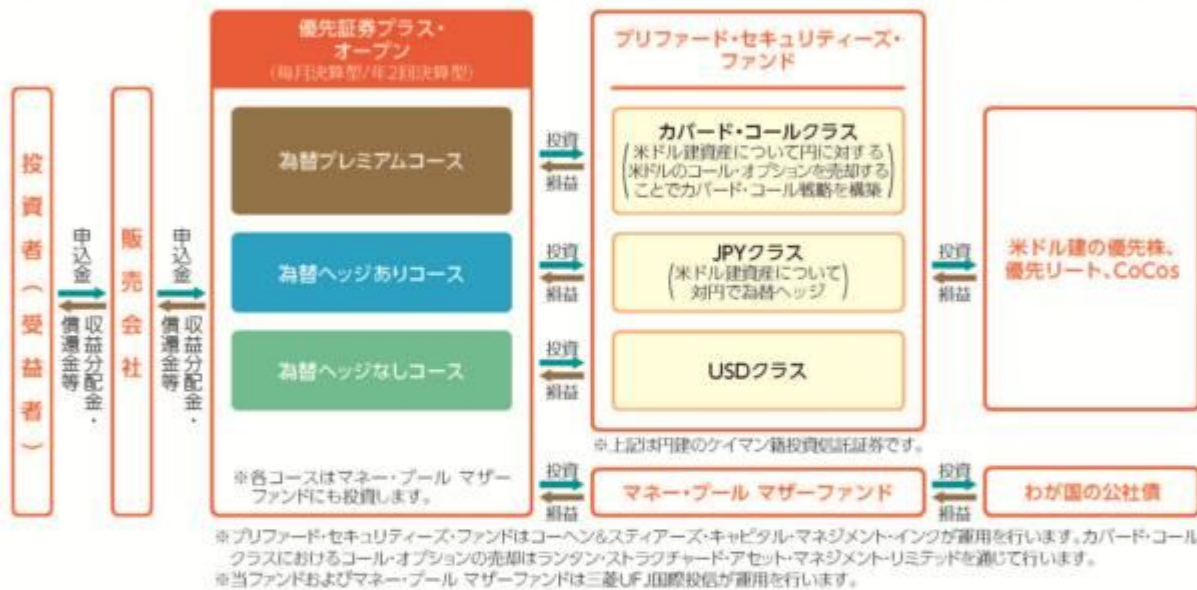 優先証券プラス・
オープン
(毎月決算型/年2回決算型)
プリファード・セキュリティーズ・
ファンド
投資者(受益者)
申込金
収益分配金・
償還金等
販売会社
申込金
収益分配金・
償還金等
為替プレミアムコース
投資
損益
カバード・コールクラス
(米ドル建資産について円に対する
米ドルのコール・オプションを売却する
ことでカバード・コール戦略を構築)
為替ヘッジありコース
投資
損益
JPYクラス
(米ドル建資産について
対円で為替ヘッジ)
投資
損益
米ドル建の優先株、
優先リート、CoCos
為替ヘッジなしコース
投資
損益
USDクラス
※上記は円建のケイマン籍投資信託証券です。
※各コースはマネー・プール マザー
ファンドにも投資します。
投資
損益
マネー・プール マザーファンド
投資
損益
わが国の公社債
※プリファード・セキュリティーズ・ファンドはコーヘン&スティアーズ・キャピタル・マネジメント・インクが運用を行います。カバード・コール
クラスにおけるコール・オプションの売却はランタン・ストラクチャード・アセット・マネジメント・リミテッドを通じて行います。
※当ファンドおよびマネー・プール マザーファンドは三菱UFJ国際投信が運用を行います。